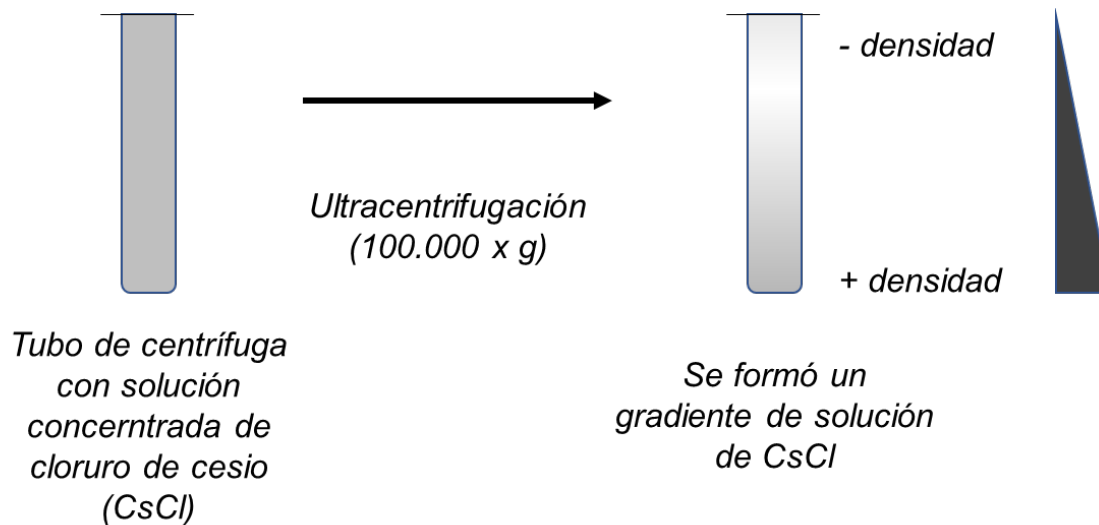 - densidad
Ultracentrifugación
(100.000 x g)
+ densidad
Tubo de centrífuga
con solución
concerntrada de
cloruro de cesio
(CsCl)
Se formó un
gradiente de solución
de CsCl